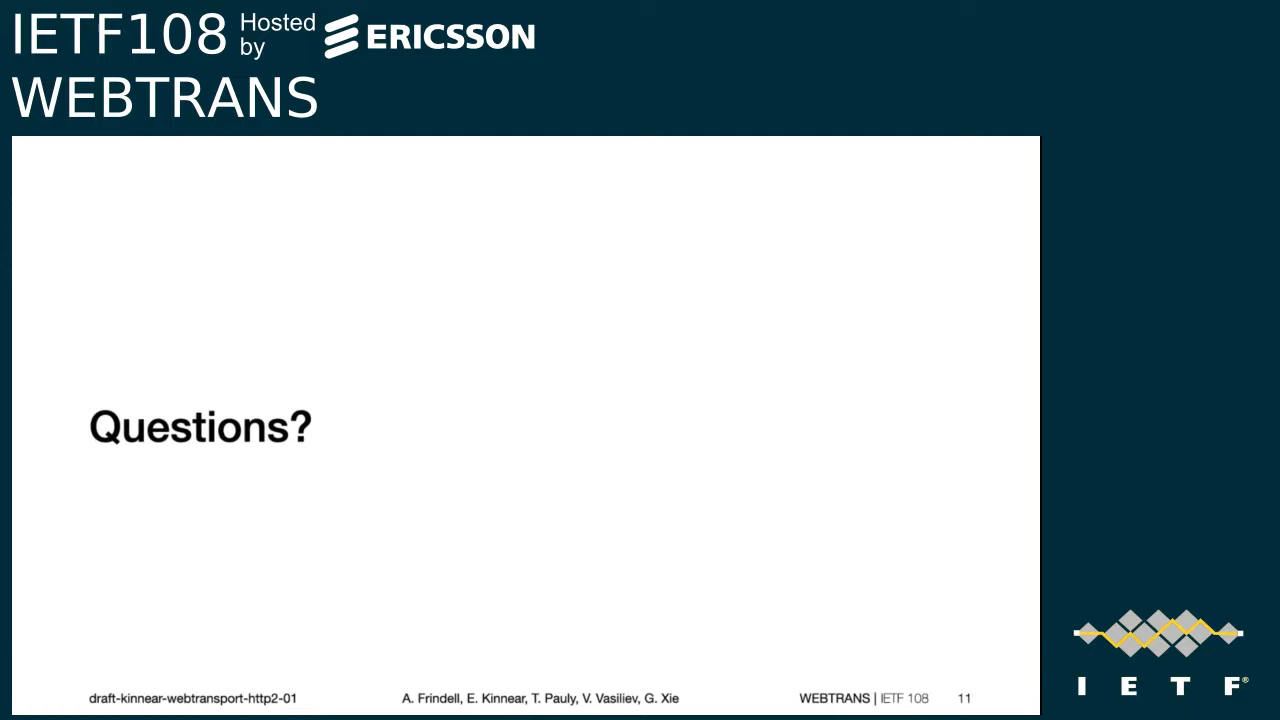 IETF108 Hosted by ERICSSON
WEBTRANS
Questions?
draft-kinnear-webtransport-http2-01 A. Frindell, E. Kinnear, T. Pauly, V. Vasiliev, G. Xie WEBTRANS | IETF 108 11
I E T F®